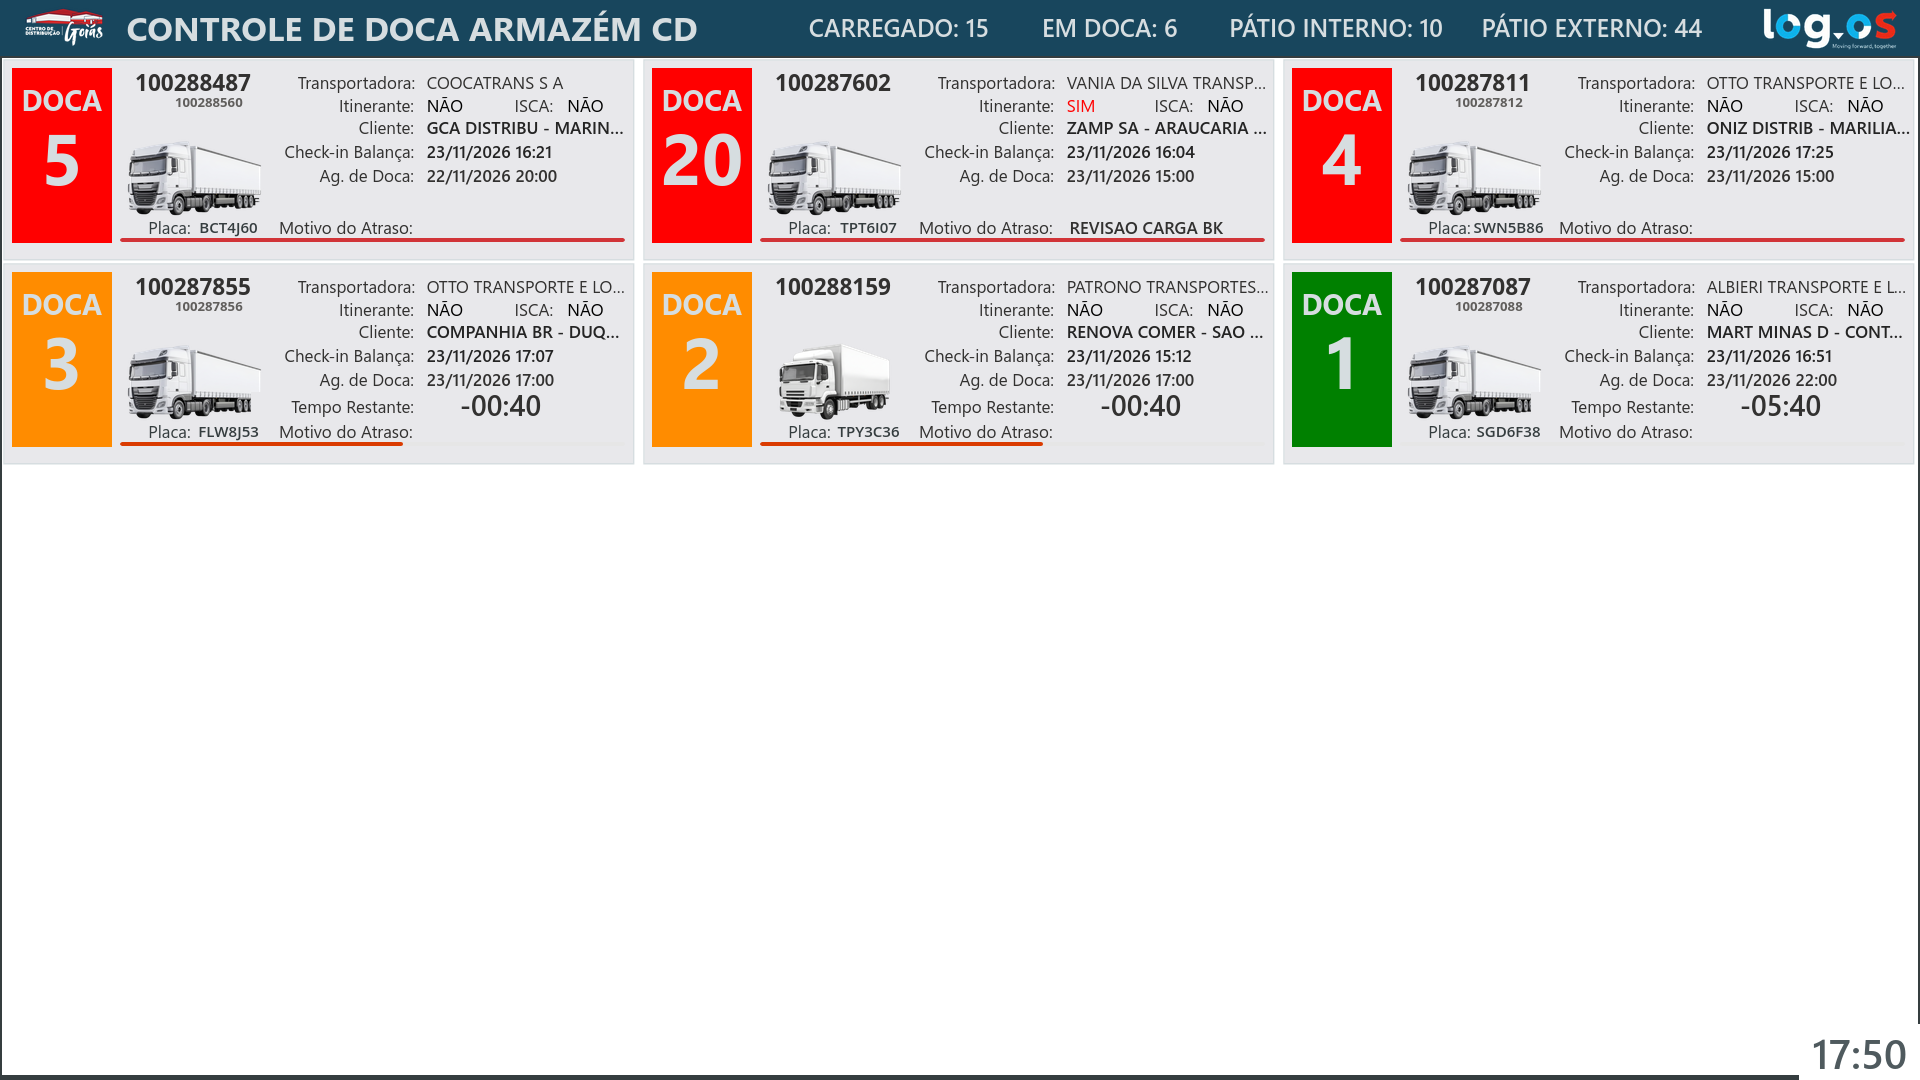 CENTRO DE DISTRIBUIÇÃO Goiás
CONTROLE DE DOCA ARMAZÉM CD
CARREGADO: 15 EM DOCA: 6 PÁTIO INTERNO: 10 PÁTIO EXTERNO: 44
log.os
Moving forward, together
DOCA
5
100288487
100288560
Transportadora: COOCATRANS S A
Itinerante: NÃO ISCA: NÃO
Cliente: GCA DISTRIBU - MARIN...
Check-in Balança: 23/11/2026 16:21
Ag. de Doca: 22/11/2026 20:00
Placa: BCT4J60 Motivo do Atraso:
DOCA
20
100287602
Transportadora: VANIA DA SILVA TRANSP...
Itinerante: SIM ISCA: NÃO
Cliente: ZAMP SA - ARAUCARIA ...
Check-in Balança: 23/11/2026 16:04
Ag. de Doca: 23/11/2026 15:00
Placa: TPT6I07 Motivo do Atraso: REVISAO CARGA BK
DOCA
4
100287811
100287812
Transportadora: OTTO TRANSPORTE E LO...
Itinerante: NÃO ISCA: NÃO
Cliente: ONIZ DISTRIB - MARILIA...
Check-in Balança: 23/11/2026 17:25
Ag. de Doca: 23/11/2026 15:00
Placa: SWN5B86 Motivo do Atraso:
DOCA
3
100287855
100287856
Transportadora: OTTO TRANSPORTE E LO...
Itinerante: NÃO ISCA: NÃO
Cliente: COMPANHIA BR - DUQ...
Check-in Balança: 23/11/2026 17:07
Ag. de Doca: 23/11/2026 17:00
Tempo Restante: -00:40
Placa: FLW8J53 Motivo do Atraso:
DOCA
2
100288159
Transportadora: PATRONO TRANSPORTES...
Itinerante: NÃO ISCA: NÃO
Cliente: RENOVA COMER - SAO ...
Check-in Balança: 23/11/2026 15:12
Ag. de Doca: 23/11/2026 17:00
Tempo Restante: -00:40
Placa: TPY3C36 Motivo do Atraso:
DOCA
1
100287087
100287088
Transportadora: ALBIERI TRANSPORTE E L...
Itinerante: NÃO ISCA: NÃO
Cliente: MART MINAS D - CONT...
Check-in Balança: 23/11/2026 16:51
Ag. de Doca: 23/11/2026 22:00
Tempo Restante: -05:40
Placa: SGD6F38 Motivo do Atraso:
17:50